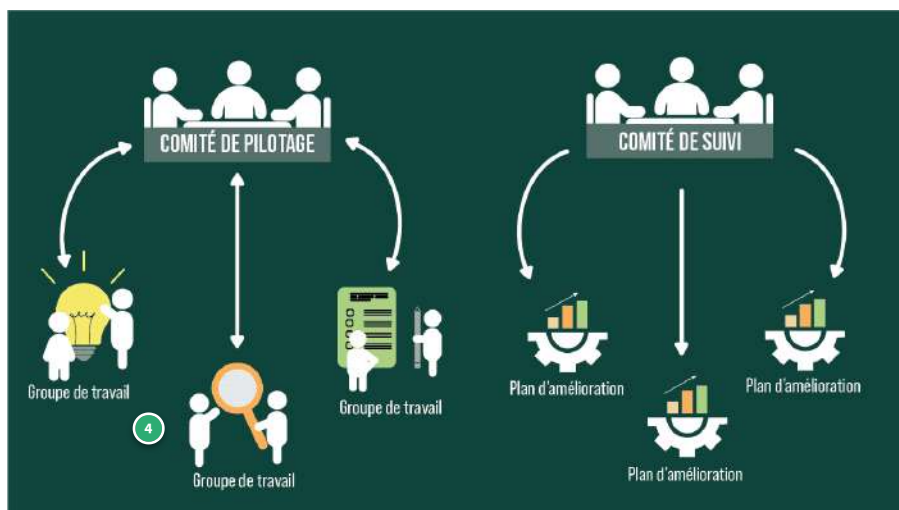 COMITÉ DE PILOTAGE
COMITÉ DE SUIVI
Groupe de travail
4
Groupe de travail
Groupe de travail
Plan d'amélioration
Plan d'amélioration
Plan d'amélioration